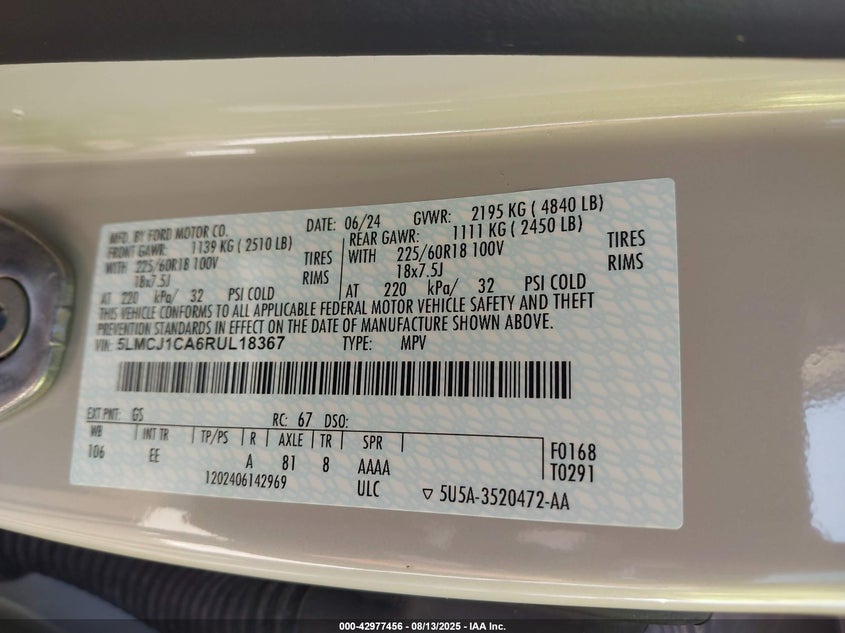 MFD. BY FORD MOTOR CO.
DATE: 06/24 GVWR: 2195 KG ( 4840 LB)
FRONT GAWR: 1139 KG ( 2510 LB)
REAR GAWR: 1111 KG ( 2450 LB)
WITH 225/60R18 100V TIRES
WITH 225/60R18 100V TIRES
18x7.5J RIMS
18x7.5J RIMS
AT 220 kPa/ 32 PSI COLD
AT 220 kPa/ 32 PSI COLD
THIS VEHICLE CONFORMS TO ALL APPLICABLE FEDERAL MOTOR VEHICLE SAFETY AND THEFT
PREVENTION STANDARDS IN EFFECT ON THE DATE OF MANUFACTURE SHOWN ABOVE.
VIN: 5LMCJ1CA6RUL18367 TYPE: MPV
EXT PNT: GS RC: 67 DSO:
WB INT TR TP/PS R AXLE TR SPR
106 EE A 81 8 AAAA
F0168
T0291
1202406142969 ULC
▽ 5U5A-3520472-AA
000-42977456 - 08/13/2025 - IAA Inc.